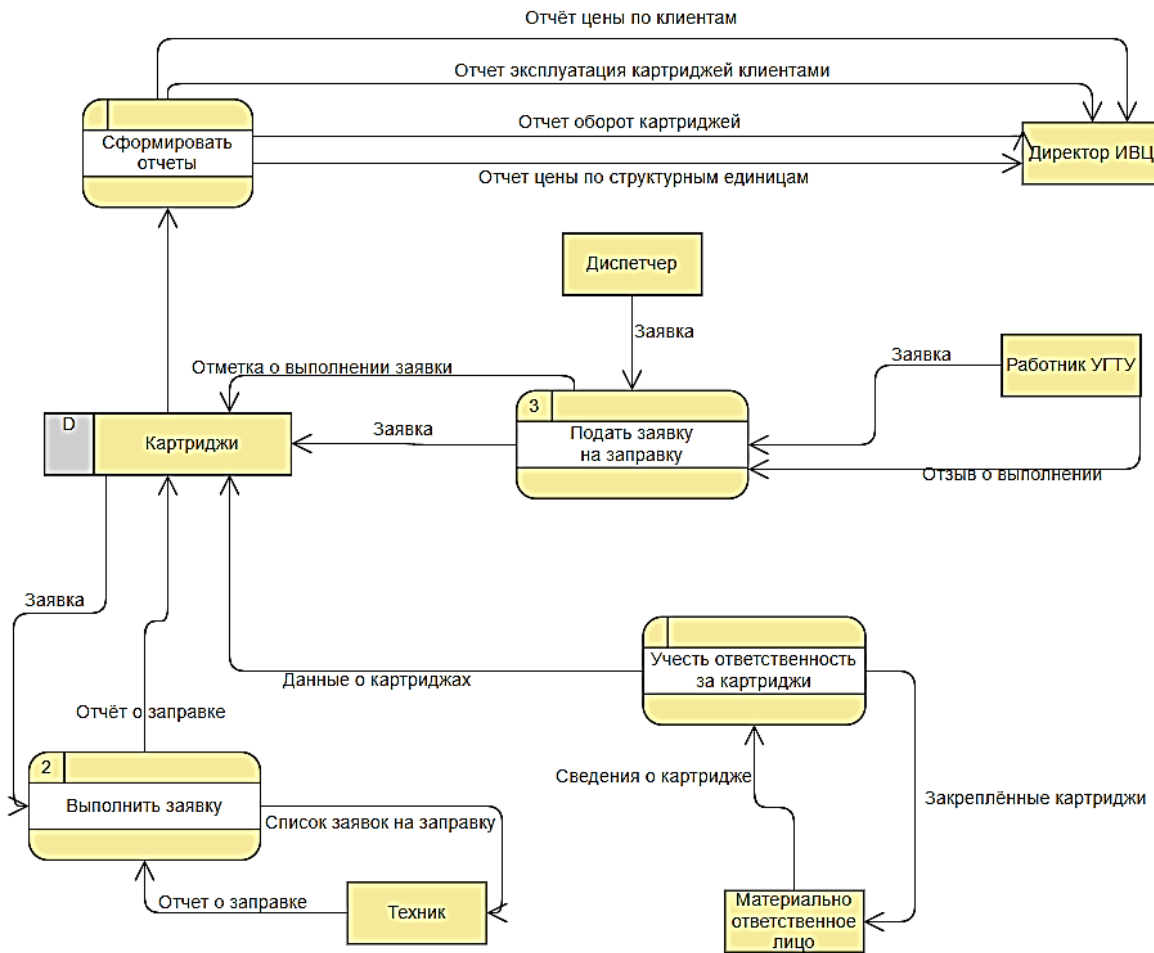 Отчёт цены по клиентам
Отчет эксплуатация картриджей клиентами
Отчет оборот картриджей
Сформировать
отчеты
Директор ИВЦ
Отчет цены по структурным единицам
Диспетчер
Заявка
Заявка
Работник УГТУ
Отметка о выполнении заявки
3
D
Картриджи
Заявка
Подать заявку
на заправку
Отзыв о выполнении
Заявка
Учесть ответственность
за картриджи
Данные о картриджах
Отчёт о заправке
2
Выполнить заявку
Сведения о картридже
Закреплённые картриджи
Список заявок на заправку
Отчет о заправке
Техник
Материально
ответственное
лицо